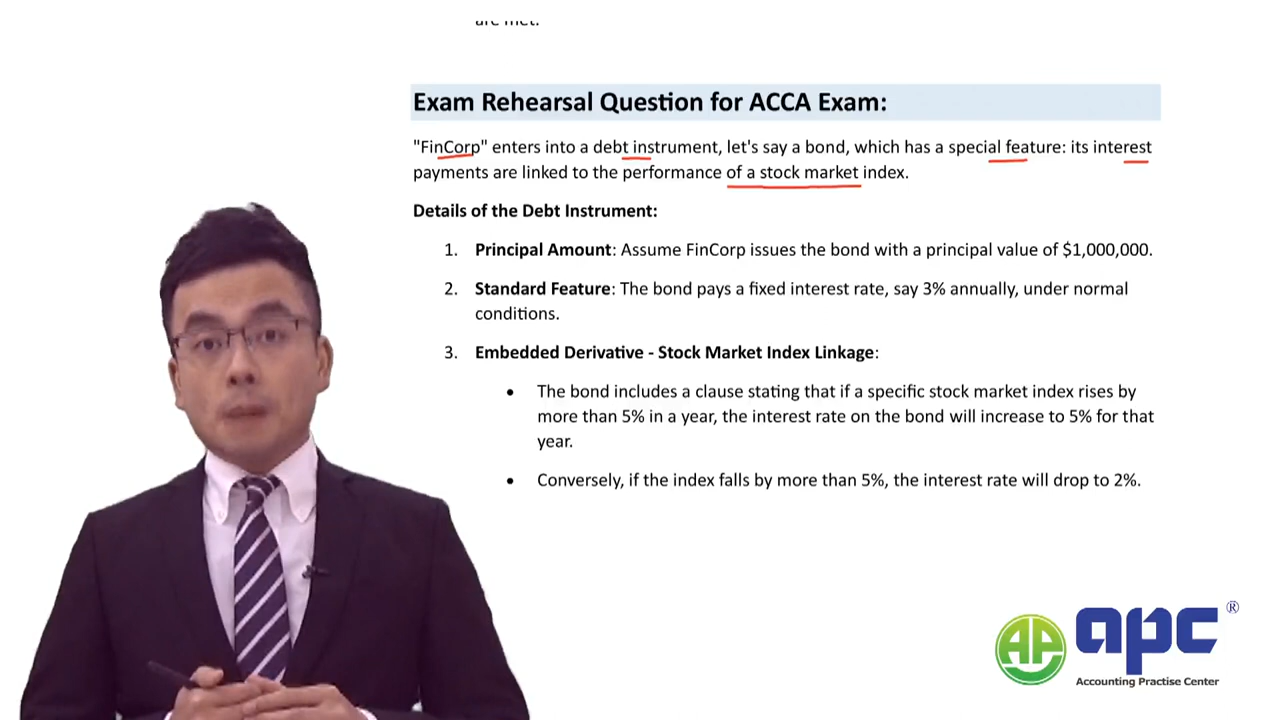 Exam Rehearsal Question for ACCA Exam:
"FinCorp" enters into a debt instrument, let's say a bond, which has a special feature: its interest
payments are linked to the performance of a stock market index.
Details of the Debt Instrument:
1. Principal Amount: Assume FinCorp issues the bond with a principal value of $1,000,000.
2. Standard Feature: The bond pays a fixed interest rate, say 3% annually, under normal
conditions.
3. Embedded Derivative - Stock Market Index Linkage:
• The bond includes a clause stating that if a specific stock market index rises by
more than 5% in a year, the interest rate on the bond will increase to 5% for that
year.
• Conversely, if the index falls by more than 5%, the interest rate will drop to 2%.
AP apc ®
Accounting Practise Center